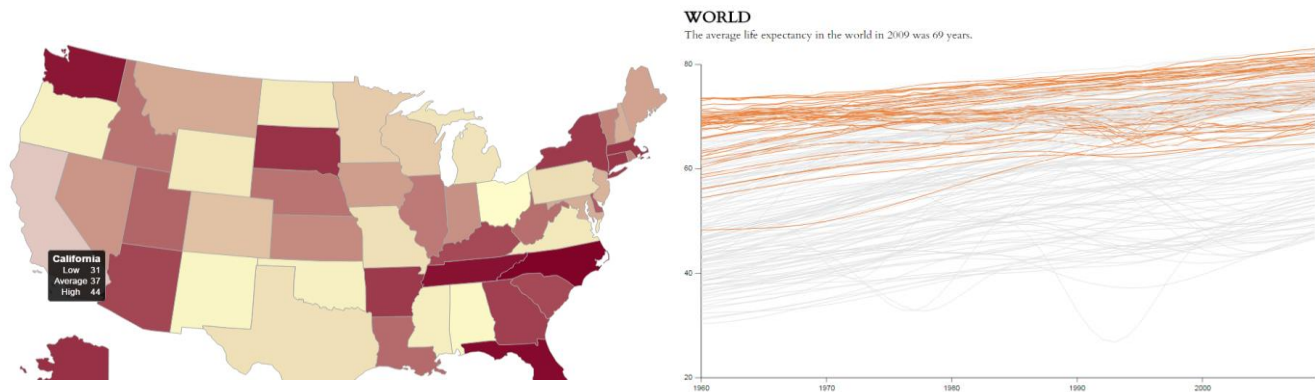 California
Low 31
Average 37
High 44
WORLD
The average life expectancy in the world in 2009 was 69 years.
80
60
40
20
1960
1970
1980
1990
2000